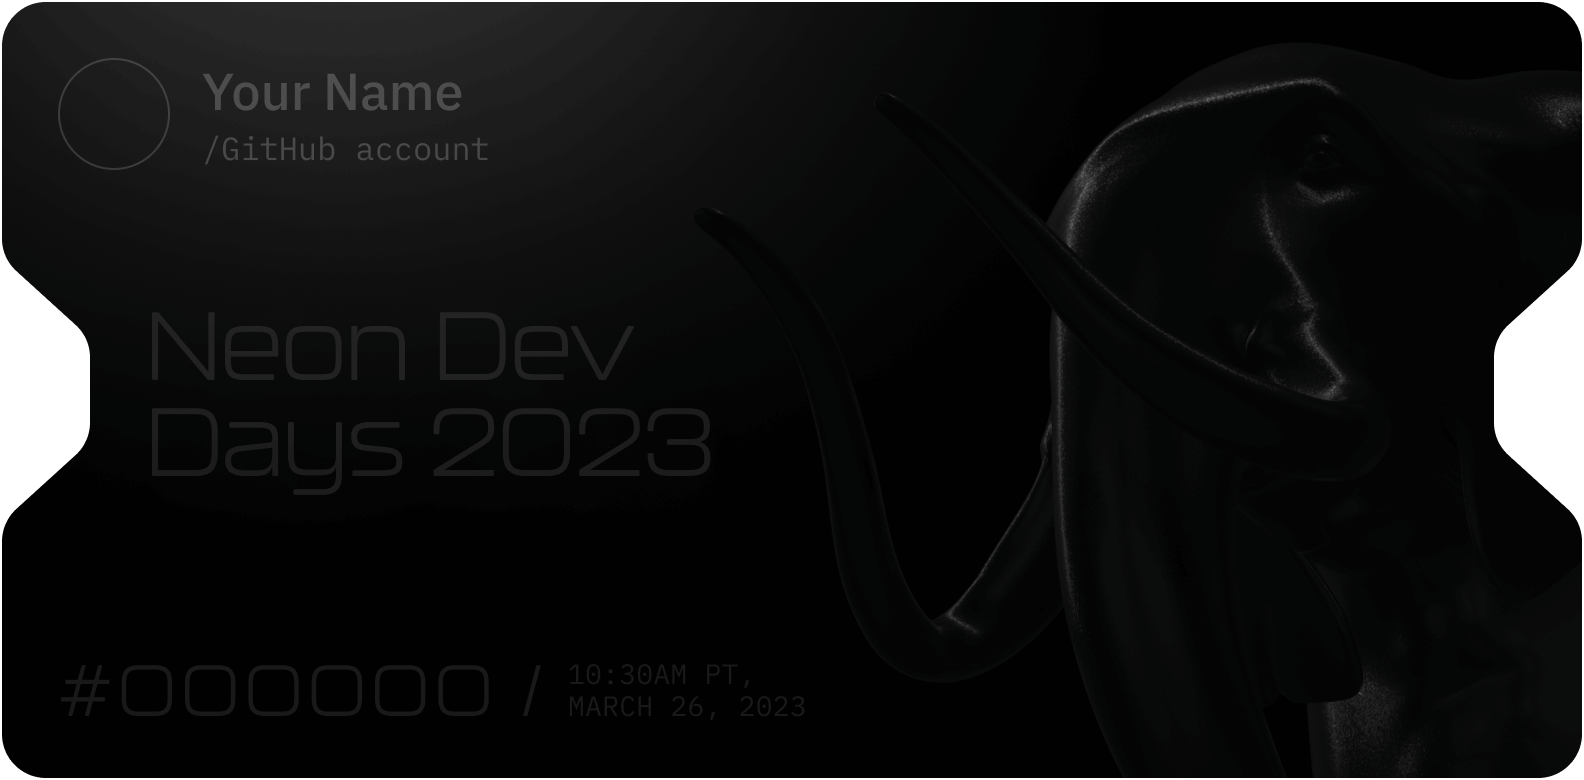 Your Name
/GitHub account
Neon Dev
Days 2023
#000000 / 10:30AM PT,
MARCH 26, 2023